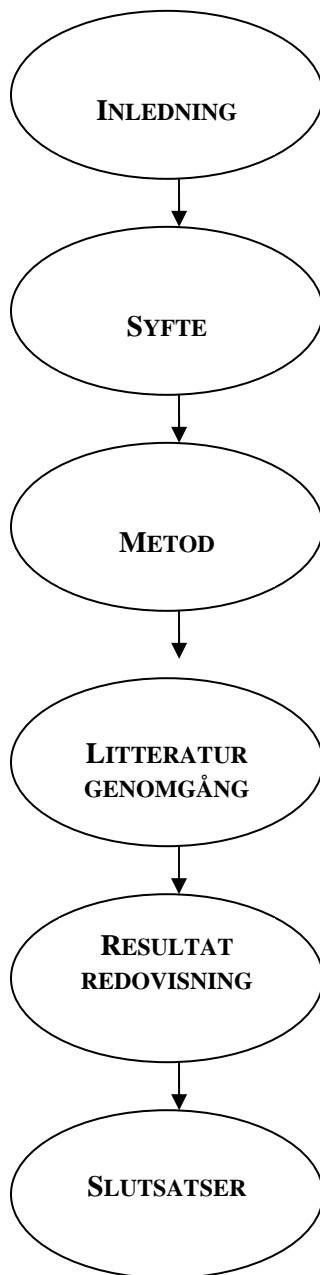 INLEDNING
SYFTE
METOD
LITTERATUR
GENOMGÅNG
RESULTAT
REDOVISNING
SLUTSATSER